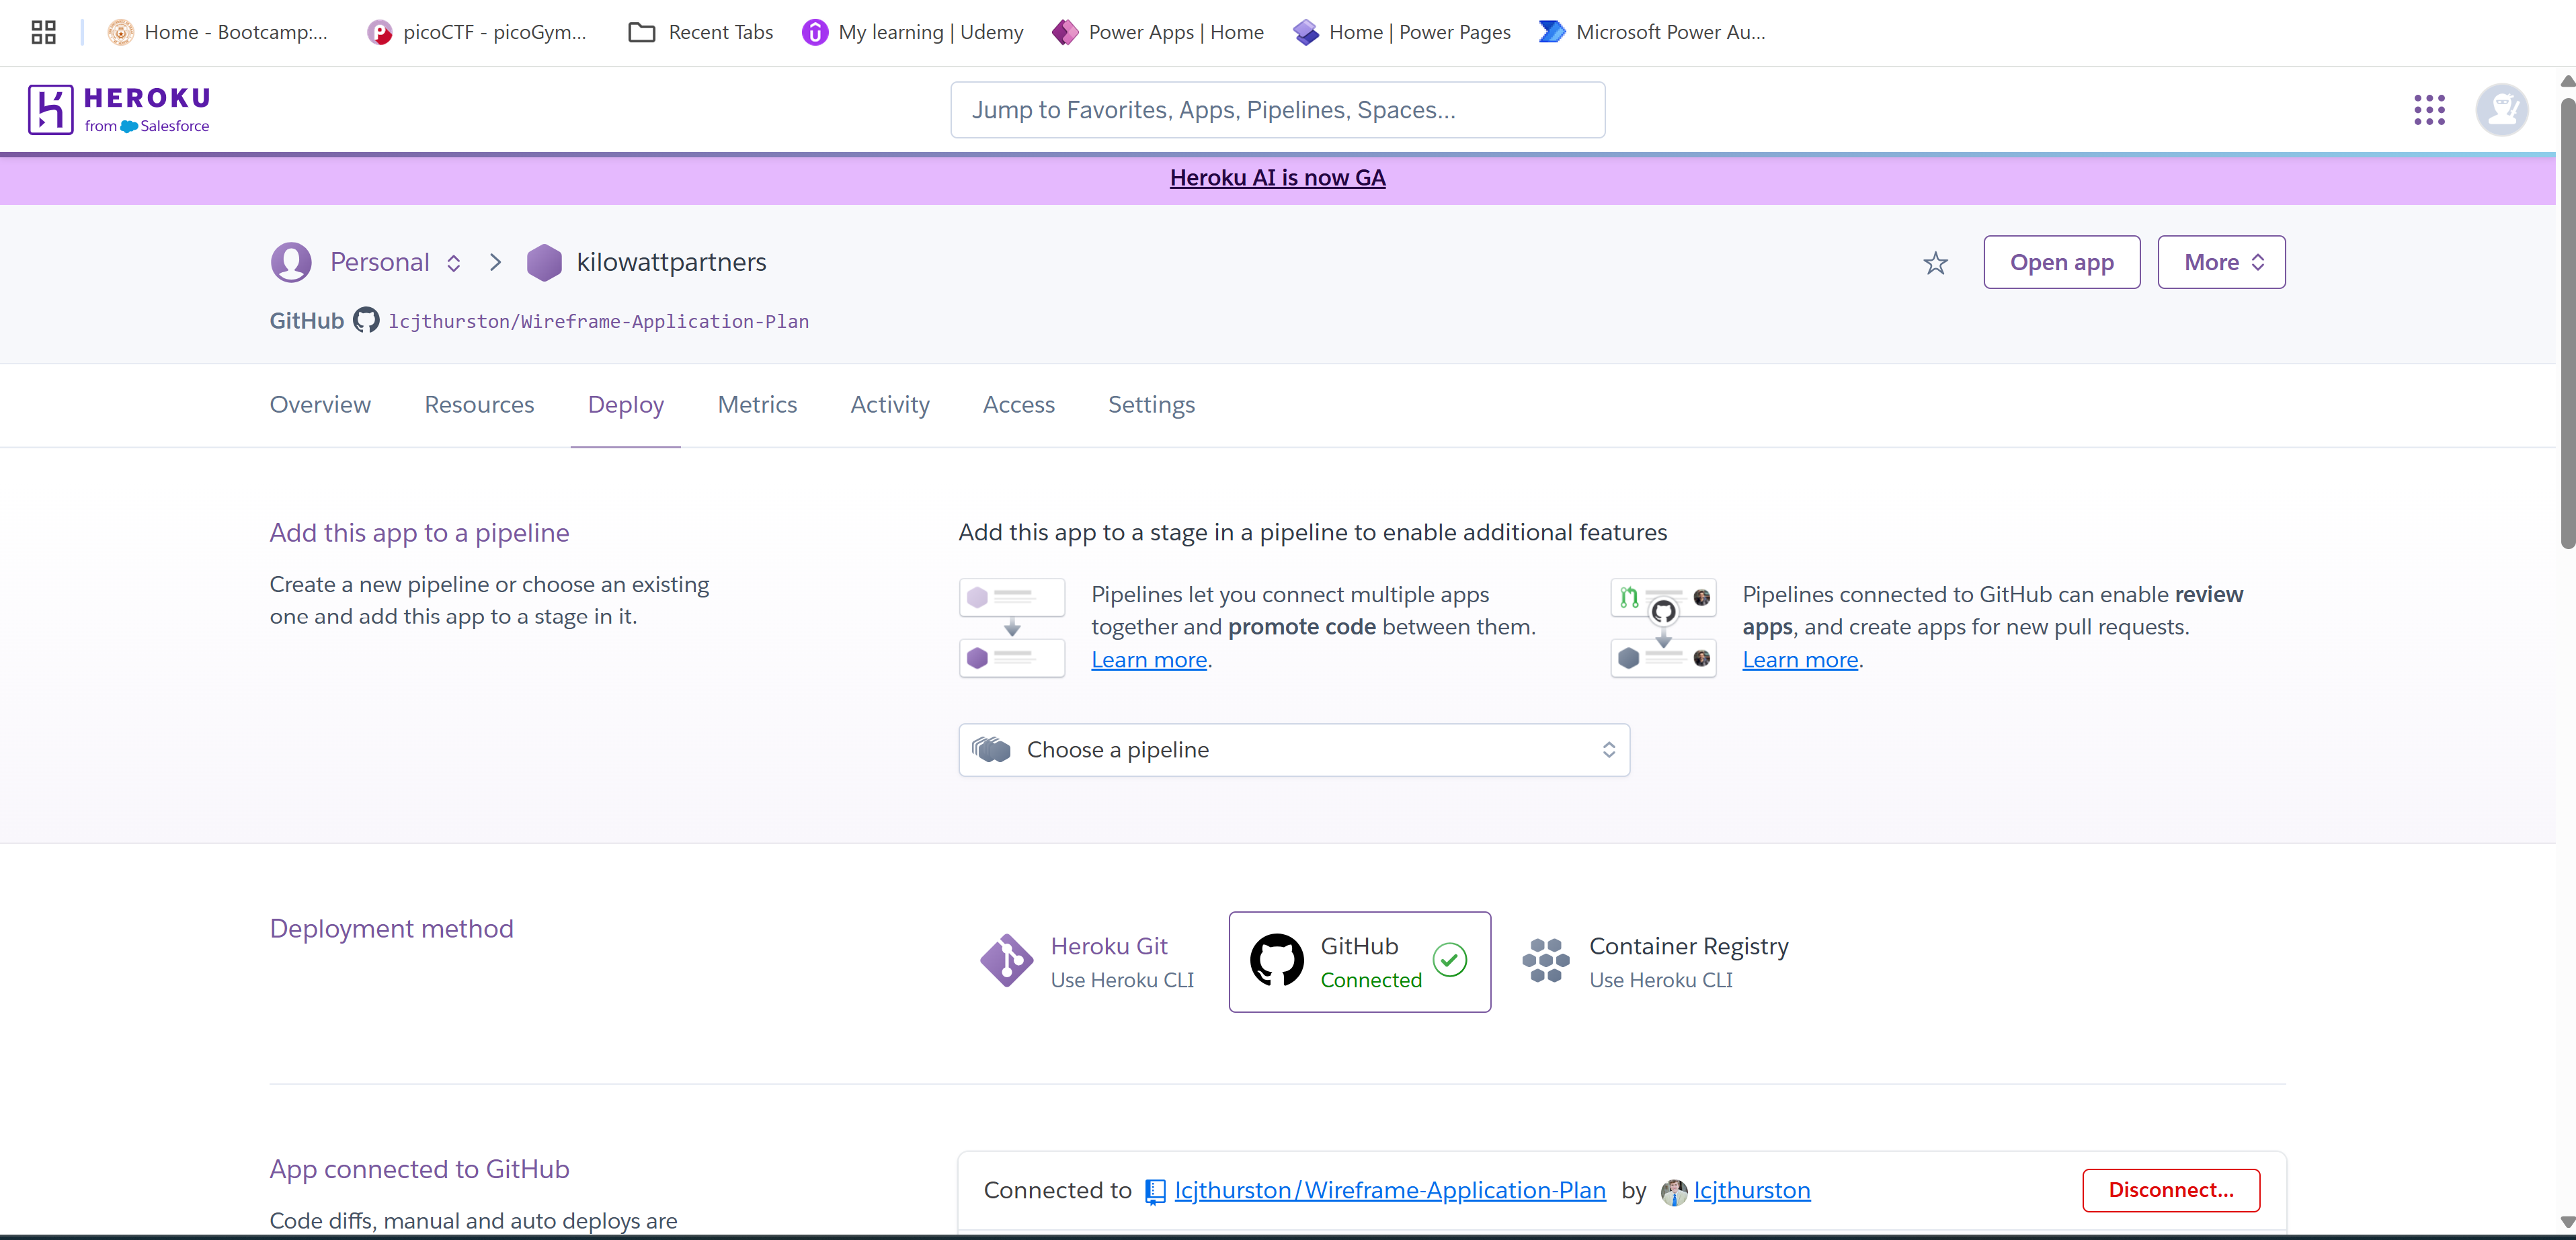 Home - Bootcamp:...
picoCTF - picoGym...
Recent Tabs
My learning | Udemy
Power Apps | Home
Home | Power Pages
Microsoft Power Au...
HEROKU
from Salesforce
Jump to Favorites, Apps, Pipelines, Spaces...
Heroku AI is now GA
Personal
kilowattpartners
Open app
More
GitHub lcjthurston/Wireframe-Application-Plan
Overview
Resources
Deploy
Metrics
Activity
Access
Settings
Add this app to a pipeline
Create a new pipeline or choose an existing
one and add this app to a stage in it.
Add this app to a stage in a pipeline to enable additional features
Pipelines let you connect multiple apps
together and promote code between them.
Learn more.
Pipelines connected to GitHub can enable review
apps, and create apps for new pull requests.
Learn more.
Choose a pipeline
Deployment method
Heroku Git
Use Heroku CLI
GitHub
Connected
Container Registry
Use Heroku CLI
App connected to GitHub
Code diffs, manual and auto deploys are
Connected to lcjthurston/Wireframe-Application-Plan by lcjthurston
Disconnect...